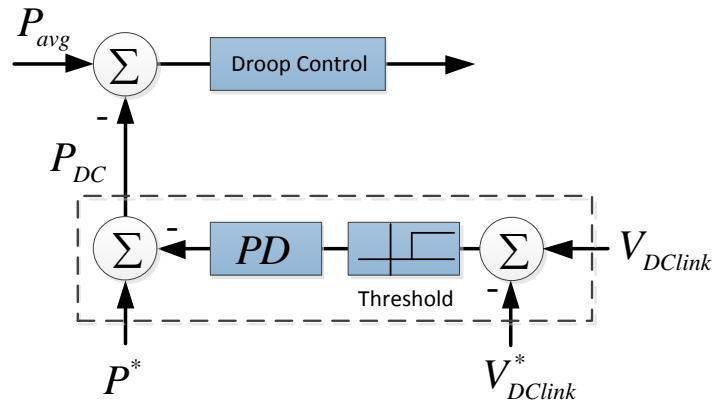 P_avg
Σ
Droop Control
-
P_DC
Σ
-
PD
Threshold
Σ
-
V_DClink
P^*
V^*_DClink